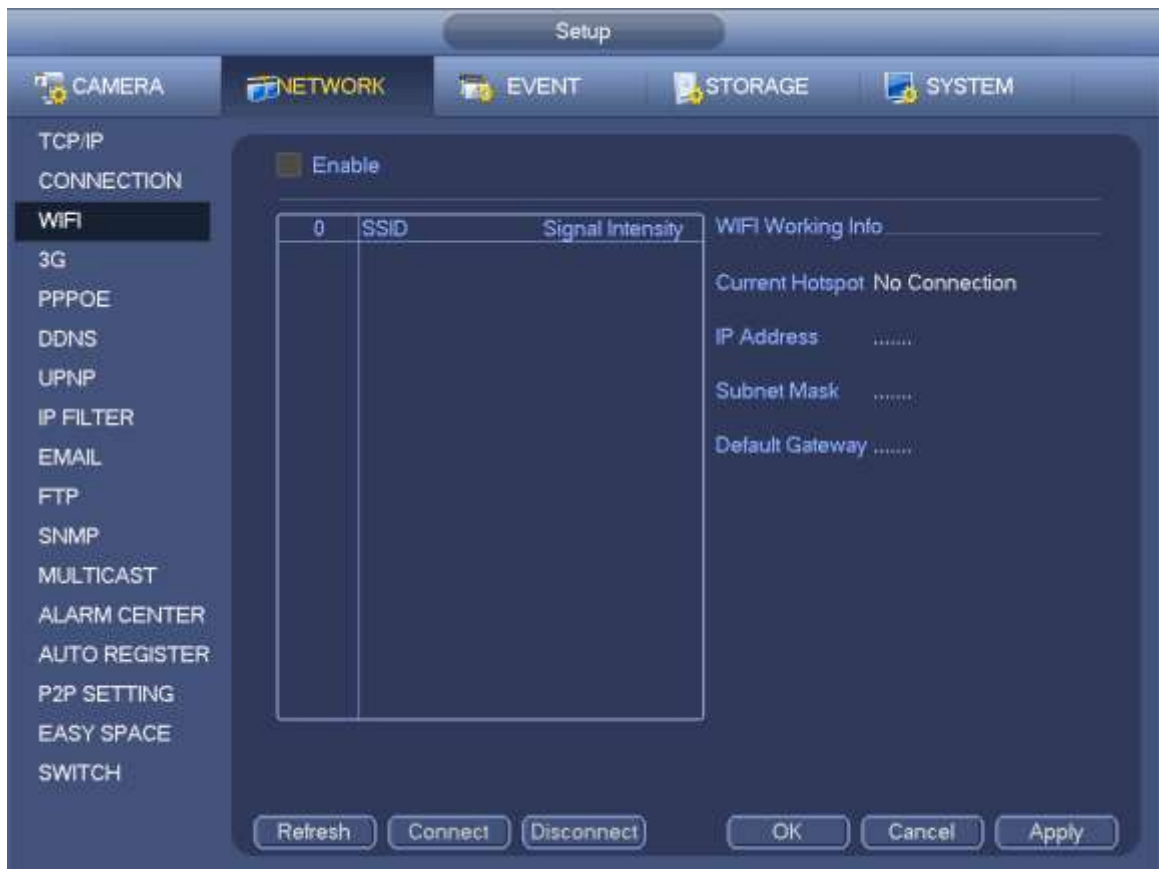 Setup
CAMERA NETWORK EVENT STORAGE SYSTEM
TCP/IP
CONNECTION
WIFI
3G
PPPOE
DDNS
UPNP
IP FILTER
EMAIL
FTP
SNMP
MULTICAST
ALARM CENTER
AUTO REGISTER
P2P SETTING
EASY SPACE
SWITCH
Enable
0 SSID Signal Intensity
WIFI Working Info
Current Hotspot No Connection
IP Address .......
Subnet Mask .......
Default Gateway .......
Refresh Connect Disconnect OK Cancel Apply